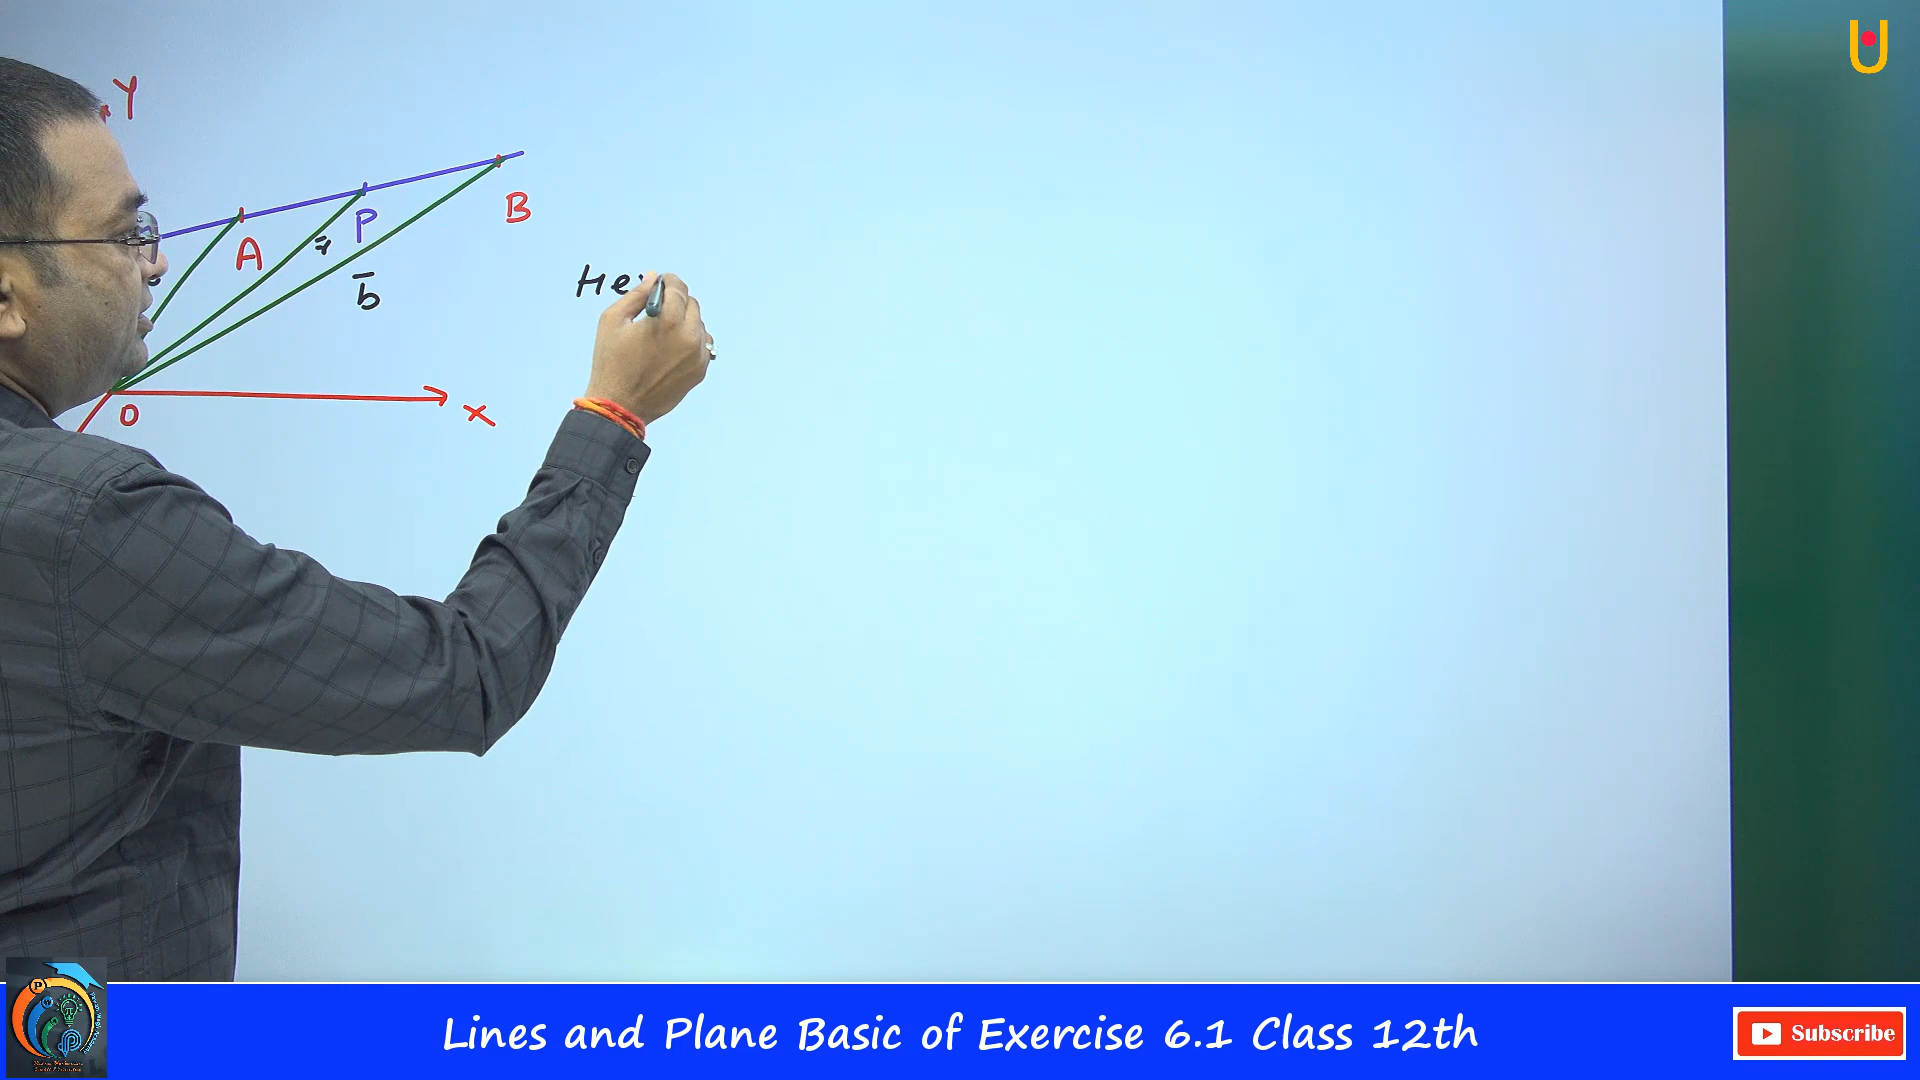 Y
A
P
B
r̄
b̄
He
O
X
Lines and Plane Basic of Exercise 6.1 Class 12th
Subscribe